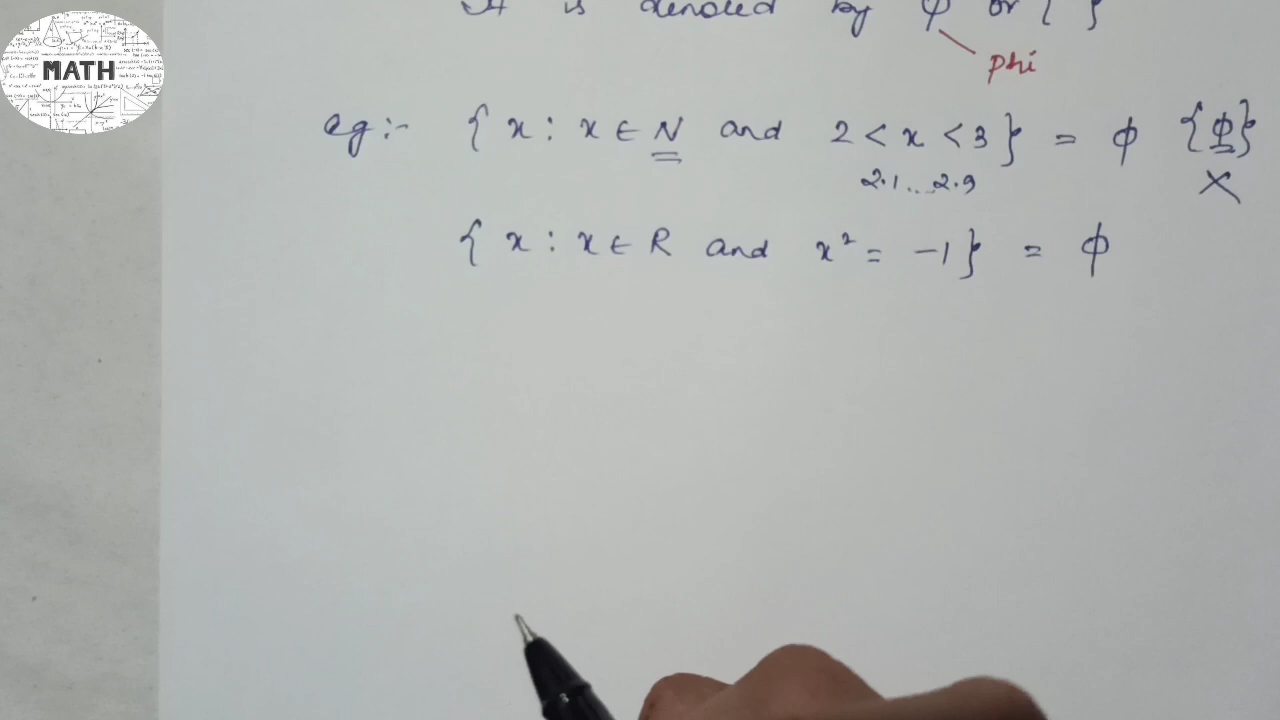 It is denoted by ϕ or { }
phi
MATH
eg:- { x : x ∈ N and 2 < x < 3 } = ϕ {ϕ}
2.1...2.9 ×
{ x : x ∈ R and x² = -1 } = ϕ